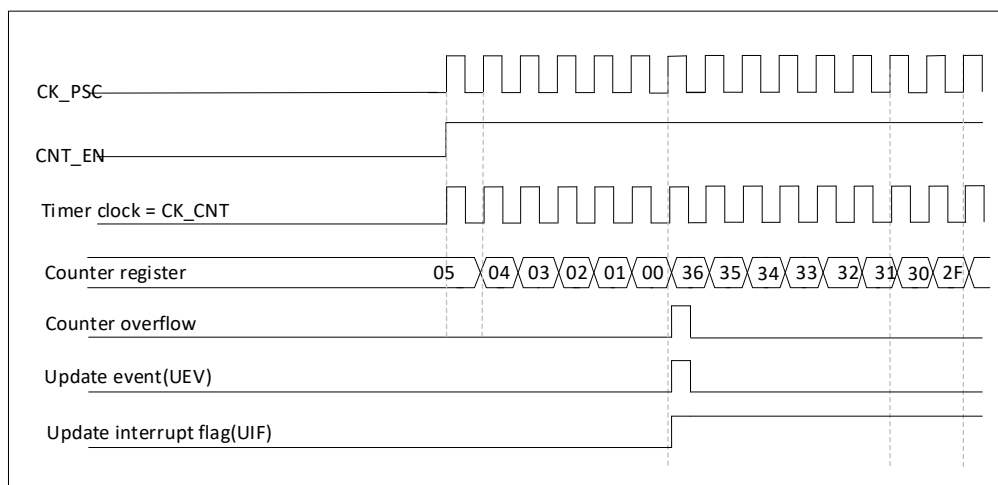 CK_PSC
CNT_EN
Timer clock = CK_CNT
Counter register 05 04 03 02 01 00 36 35 34 33 32 31 30 2F
Counter overflow
Update event(UEV)
Update interrupt flag(UIF)